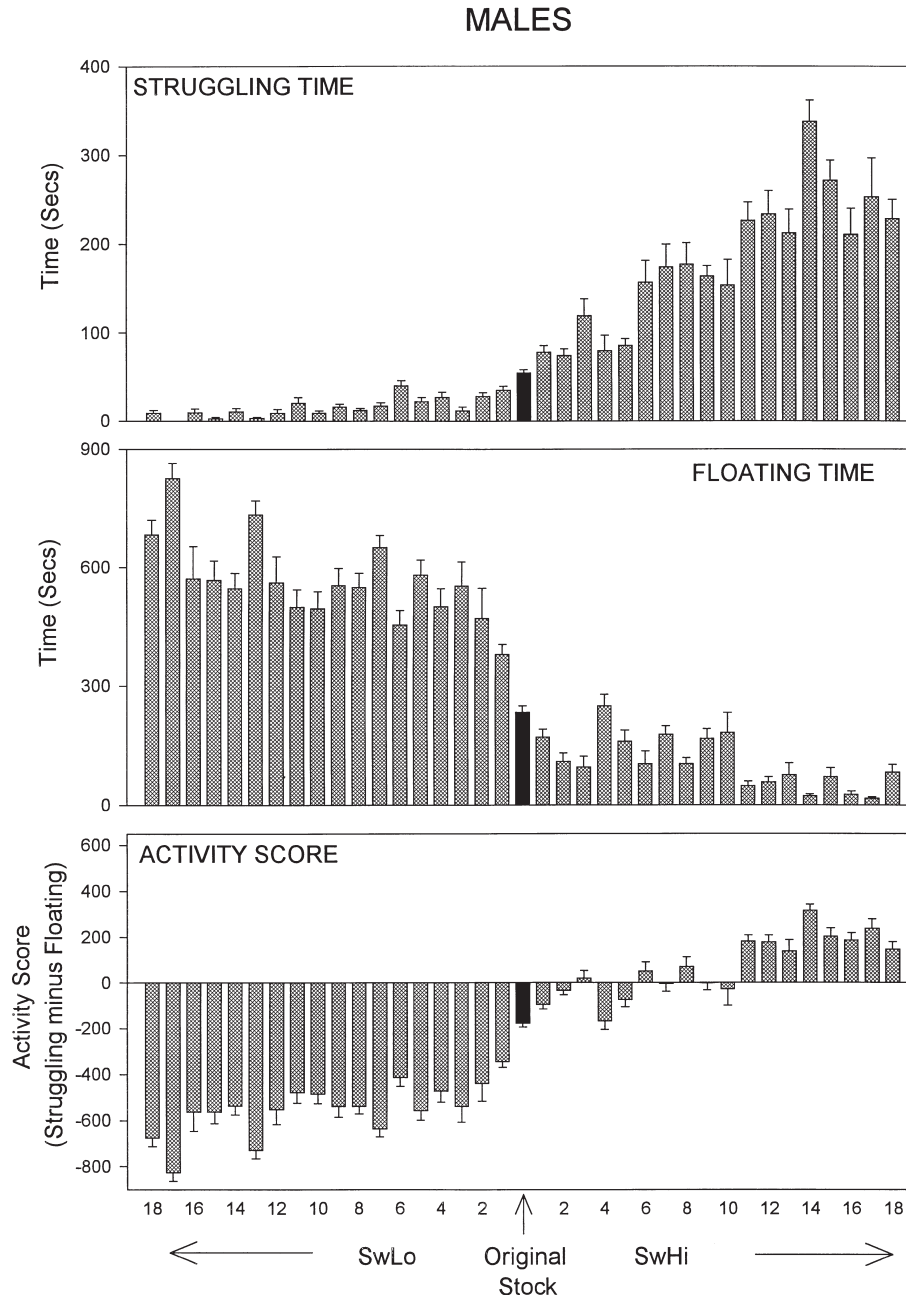 MALES
STRUGGLING TIME
Time (Secs)
400
300
200
100
0
FLOATING TIME
Time (Secs)
900
600
300
0
ACTIVITY SCORE
Activity Score
(Struggling minus Floating)
600
400
200
0
-200
-400
-600
-800
18 16 14 12 10 8 6 4 2 2 4 6 8 10 12 14 16 18
SwLo Original SwHi
Stock